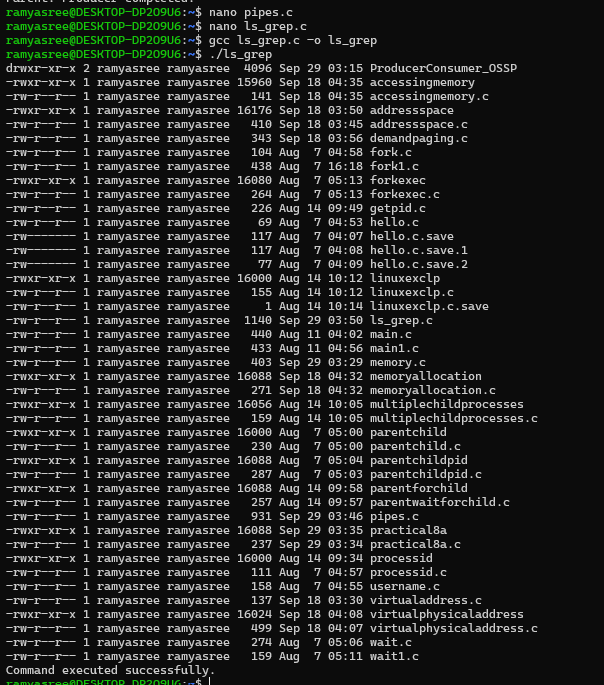 Parent: Producer completed.
ramyasree@DESKTOP-DP2O9U6:~$ nano pipes.c
ramyasree@DESKTOP-DP2O9U6:~$ nano ls_grep.c
ramyasree@DESKTOP-DP2O9U6:~$ gcc ls_grep.c -o ls_grep
ramyasree@DESKTOP-DP2O9U6:~$ ./ls_grep
drwxr-xr-x 2 ramyasree ramyasree  4096 Sep 29 03:15 ProducerConsumer_OSSP
-rwxr-xr-x 1 ramyasree ramyasree 15960 Sep 18 04:35 accessingmemory
-rw-r--r-- 1 ramyasree ramyasree   141 Sep 18 04:35 accessingmemory.c
-rwxr-xr-x 1 ramyasree ramyasree 16176 Sep 18 03:50 addressspace
-rw-r--r-- 1 ramyasree ramyasree   410 Sep 18 03:45 addressspace.c
-rw-r--r-- 1 ramyasree ramyasree   343 Sep 18 03:56 demandpaging.c
-rw-r--r-- 1 ramyasree ramyasree   104 Aug  7 04:58 fork.c
-rw-r--r-- 1 ramyasree ramyasree   438 Aug  7 16:18 fork1.c
-rwxr-xr-x 1 ramyasree ramyasree 16080 Aug  7 05:13 forkexec
-rw-r--r-- 1 ramyasree ramyasree   264 Aug  7 05:13 forkexec.c
-rw-r--r-- 1 ramyasree ramyasree   226 Aug 14 09:49 getpid.c
-rw-r--r-- 1 ramyasree ramyasree    69 Aug  7 04:53 hello.c
-rw------- 1 ramyasree ramyasree   117 Aug  7 04:07 hello.c.save
-rw------- 1 ramyasree ramyasree   117 Aug  7 04:08 hello.c.save.1
-rw------- 1 ramyasree ramyasree    77 Aug  7 04:09 hello.c.save.2
-rwxr-xr-x 1 ramyasree ramyasree 16000 Aug 14 10:12 linuxexclp
-rw-r--r-- 1 ramyasree ramyasree   155 Aug 14 10:12 linuxexclp.c
-rw-r--r-- 1 ramyasree ramyasree     1 Aug 14 10:14 linuxexclp.c.save
-rw-r--r-- 1 ramyasree ramyasree  1140 Sep 29 03:50 ls_grep.c
-rw-r--r-- 1 ramyasree ramyasree   440 Aug 11 04:02 main.c
-rw-r--r-- 1 ramyasree ramyasree   433 Aug 11 04:56 main1.c
-rw-r--r-- 1 ramyasree ramyasree   403 Sep 29 03:29 memory.c
-rwxr-xr-x 1 ramyasree ramyasree 16088 Sep 18 04:32 memoryallocation
-rw-r--r-- 1 ramyasree ramyasree   271 Sep 18 04:32 memoryallocation.c
-rwxr-xr-x 1 ramyasree ramyasree 16056 Aug 14 10:05 multiplechildprocesses
-rw-r--r-- 1 ramyasree ramyasree   159 Aug 14 10:05 multiplechildprocesses.c
-rwxr-xr-x 1 ramyasree ramyasree 16000 Aug  7 05:00 parentchild
-rw-r--r-- 1 ramyasree ramyasree   230 Aug  7 05:00 parentchild.c
-rwxr-xr-x 1 ramyasree ramyasree 16088 Aug  7 05:04 parentchildpid
-rw-r--r-- 1 ramyasree ramyasree   287 Aug  7 05:03 parentchildpid.c
-rwxr-xr-x 1 ramyasree ramyasree 16088 Aug 14 09:58 parentforchild
-rw-r--r-- 1 ramyasree ramyasree   257 Aug 14 09:57 parentwaitforchild.c
-rw-r--r-- 1 ramyasree ramyasree   931 Sep 29 03:46 pipes.c
-rwxr-xr-x 1 ramyasree ramyasree 16088 Sep 29 03:35 practical8a
-rw-r--r-- 1 ramyasree ramyasree   237 Sep 29 03:34 practical8a.c
-rwxr-xr-x 1 ramyasree ramyasree 16000 Aug 14 09:34 processid
-rw-r--r-- 1 ramyasree ramyasree   111 Aug  7 04:57 processid.c
-rw-r--r-- 1 ramyasree ramyasree   158 Aug  7 04:55 username.c
-rw-r--r-- 1 ramyasree ramyasree   137 Sep 18 03:30 virtualaddress.c
-rwxr-xr-x 1 ramyasree ramyasree 16024 Sep 18 04:08 virtualphysicaladdress
-rw-r--r-- 1 ramyasree ramyasree   499 Sep 18 04:07 virtualphysicaladdress.c
-rw-r--r-- 1 ramyasree ramyasree   274 Aug  7 05:06 wait.c
-rw-r--r-- 1 ramyasree ramyasree   159 Aug  7 05:11 wait1.c
Command executed successfully.
ramyasree@DESKTOP-DP2O9U6:~$